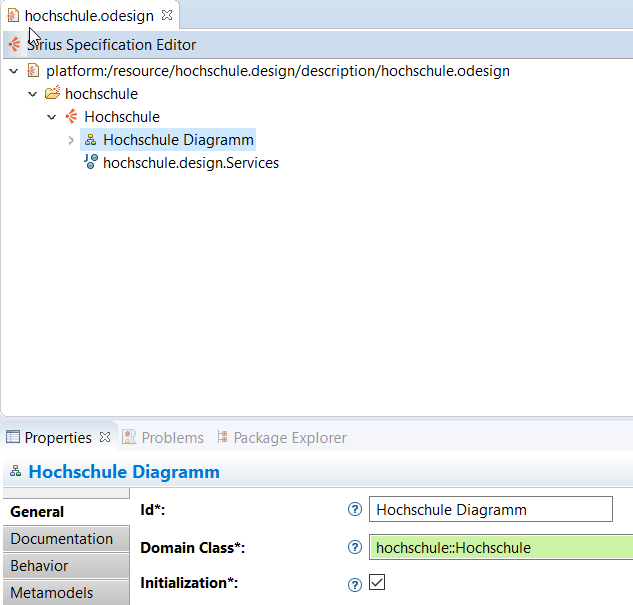 hochschule.odesign
Sirius Specification Editor
platform:/resource/hochschule.design/description/hochschule.odesign
hochschule
Hochschule
Hochschule Diagramm
hochschule.design.Services
Properties Problems Package Explorer
Hochschule Diagramm
General
Id*: Hochschule Diagramm
Documentation
Domain Class*: hochschule::Hochschule
Behavior
Initialization*:
Metamodels